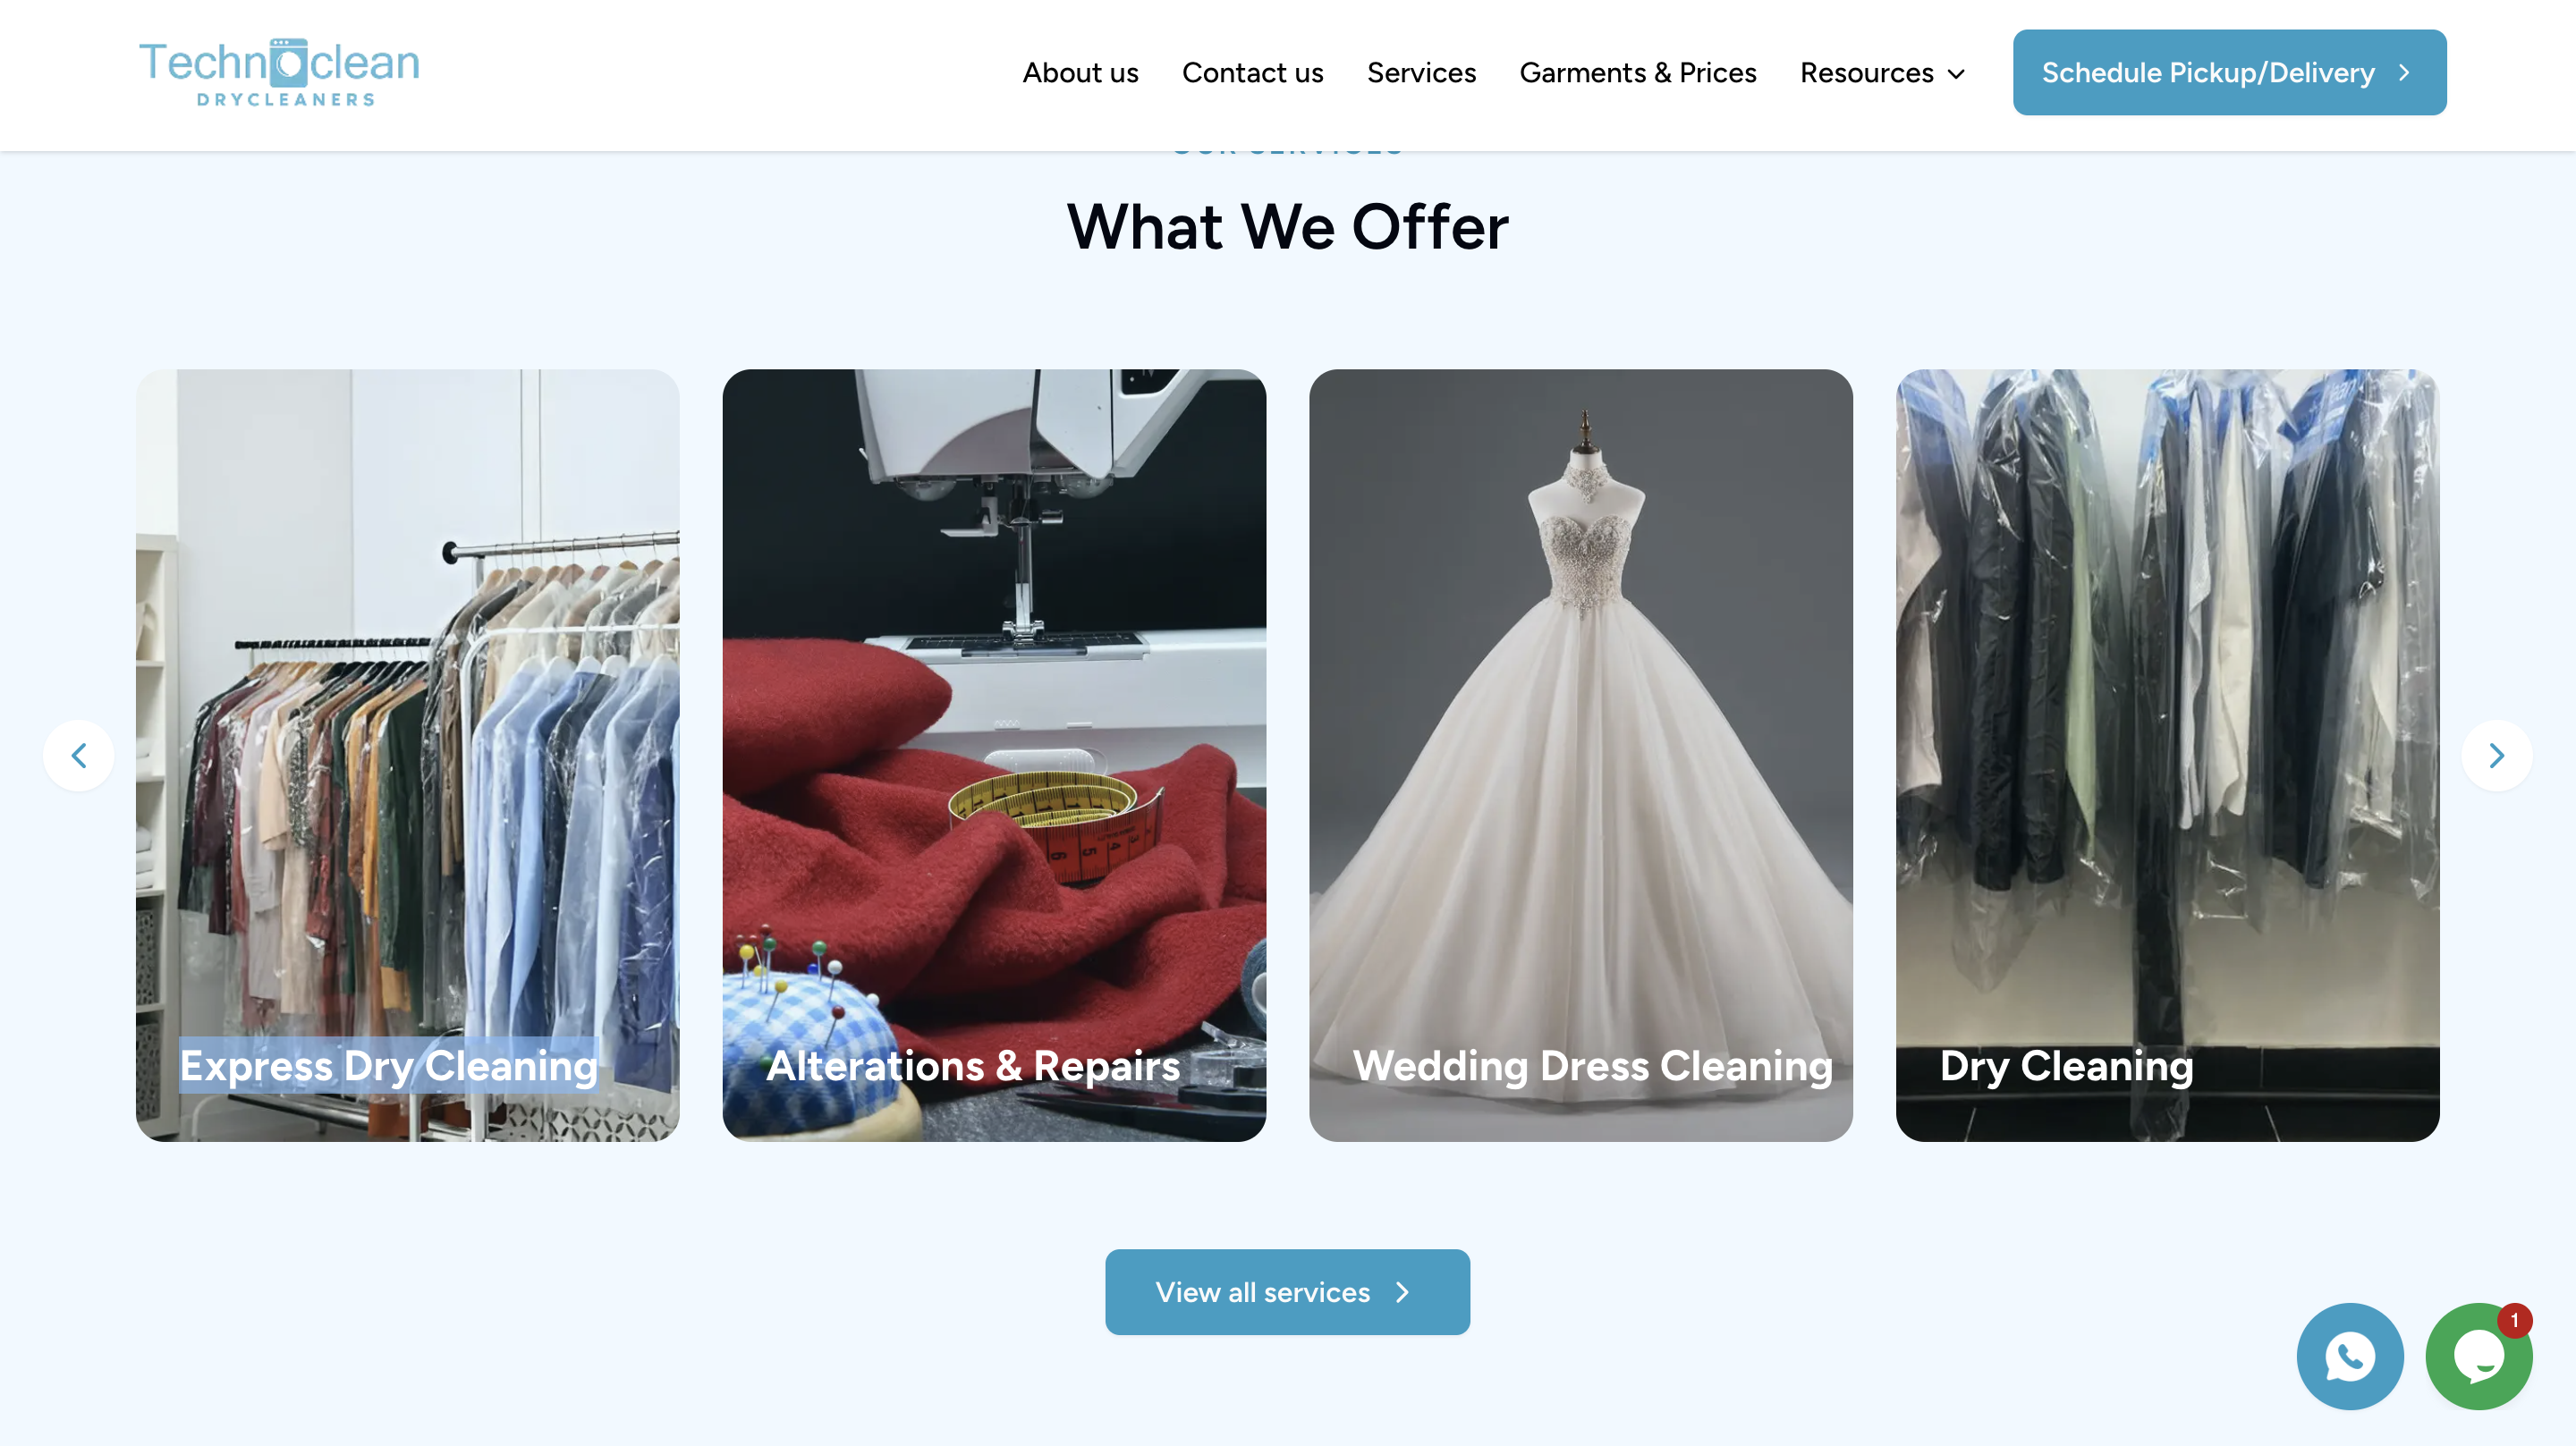 Technoclean
DRYCLEANERS
About us
Contact us
Services
Garments & Prices
Resources
Schedule Pickup/Delivery
What We Offer
Express Dry Cleaning
Alterations & Repairs
Wedding Dress Cleaning
Dry Cleaning
View all services
1